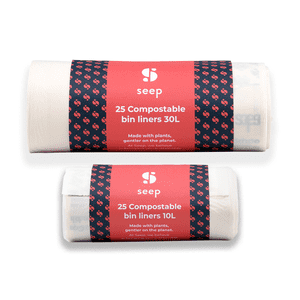 seep
25 Compostable
bin liners 30L
Made with plants,
gentler on the planet.
seep
25 Compostable
bin liners 10L
Made with plants,
gentler on the planet.